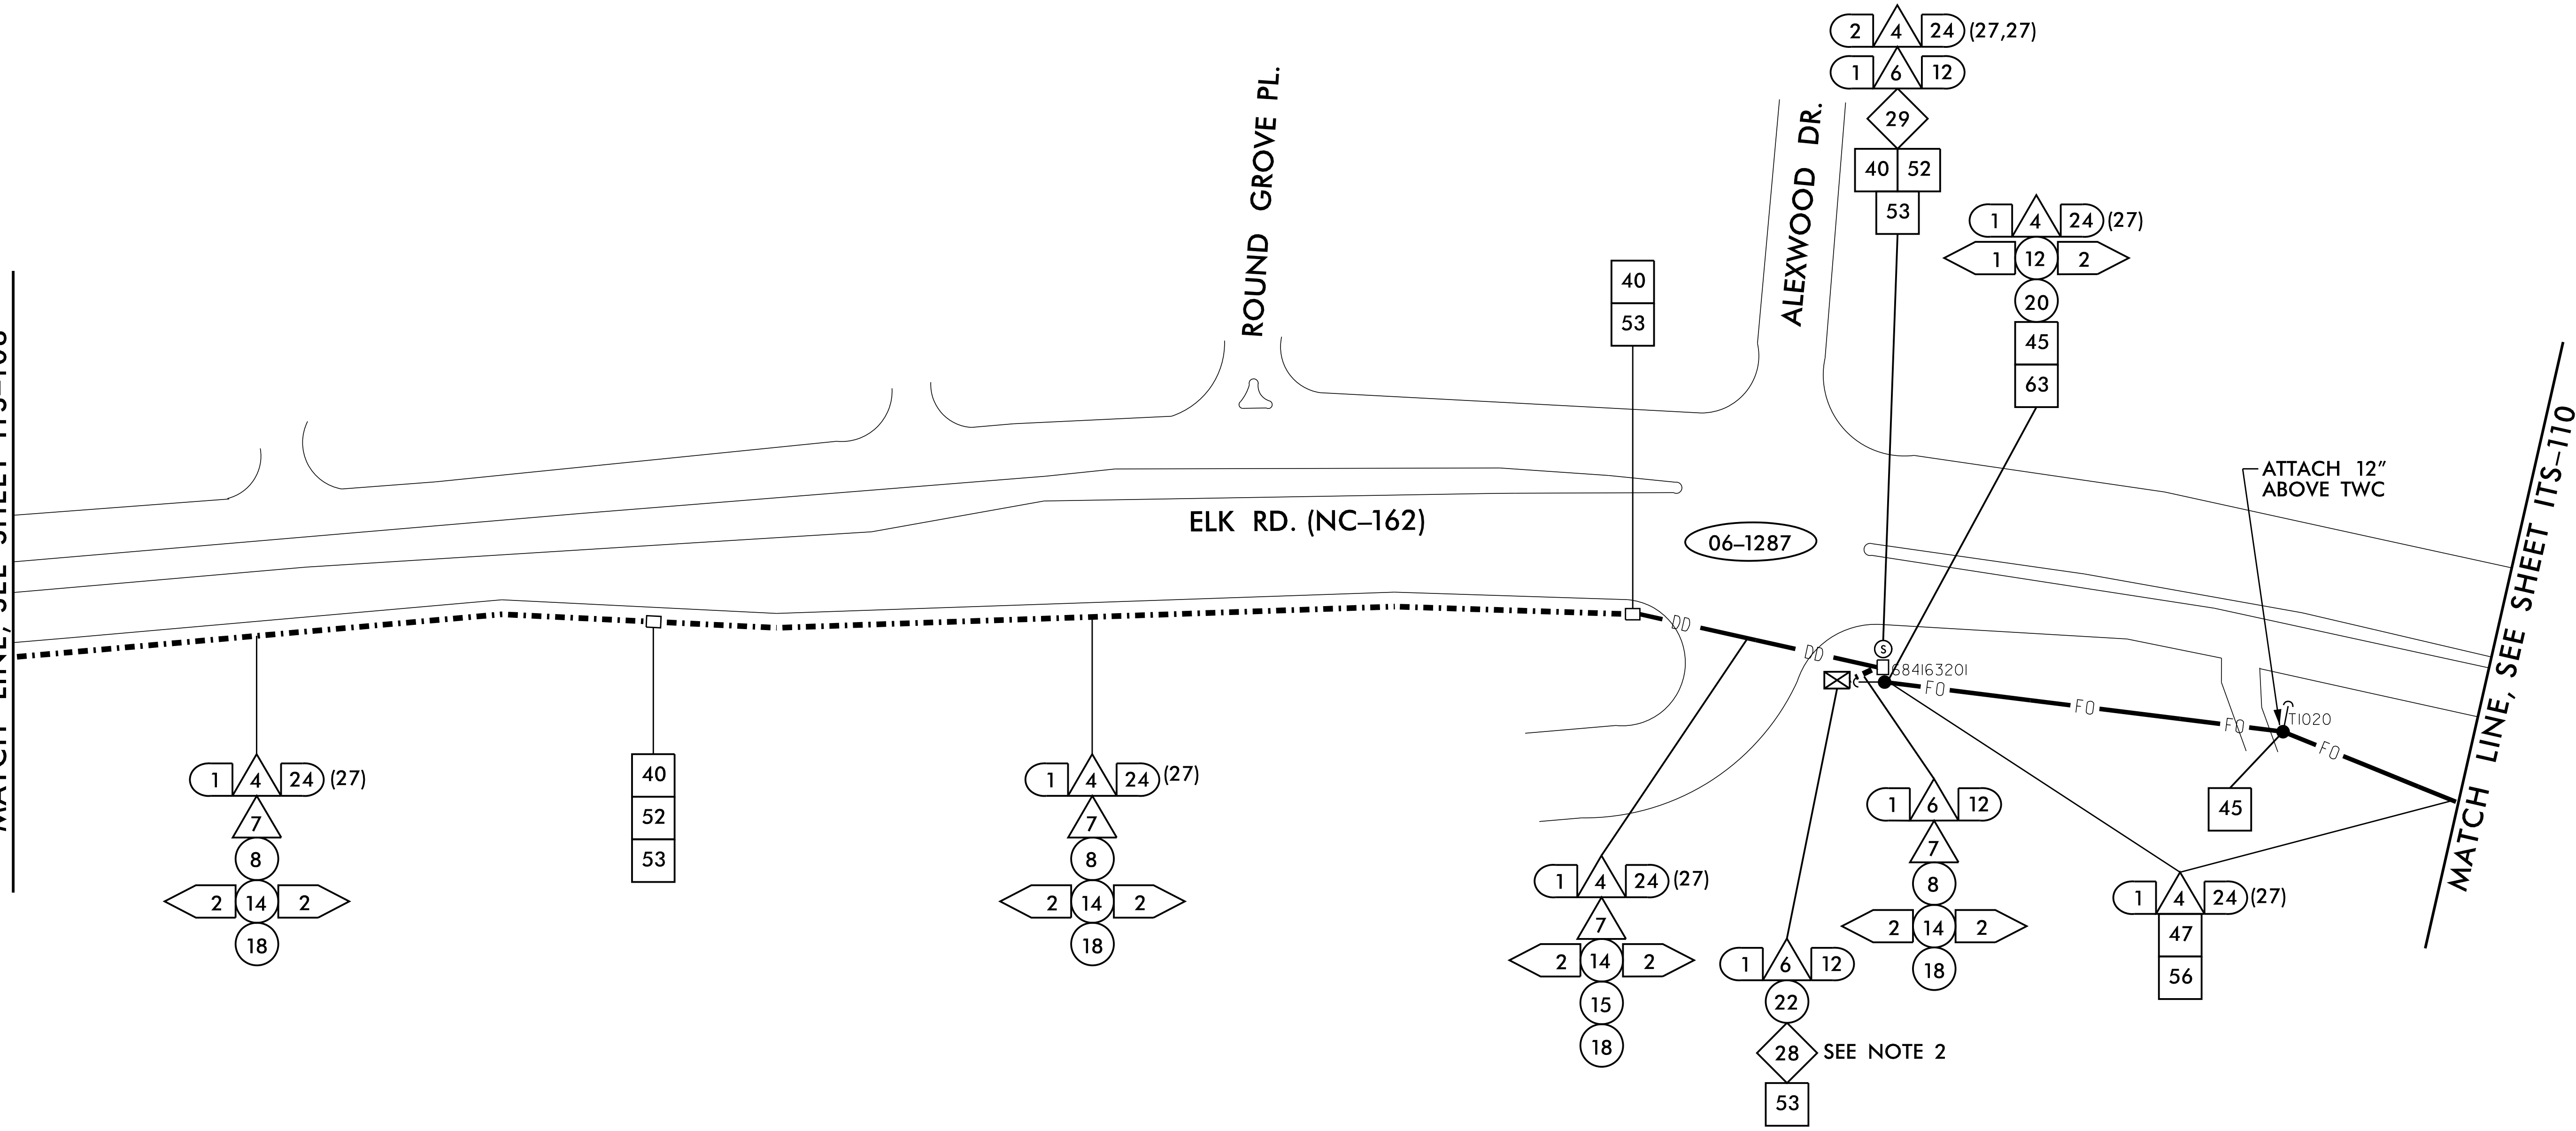 2 4 24 (27,27)
1 6 12
29
40 52
53
1 4 24 (27)
1 12 2
20
45
63
ROUND GROVE PL.
ALEXWOOD DR.
40
53
ATTACH 12”
ABOVE TWC
ELK RD. (NC–162)
06–1287
MATCH LINE, SEE SHEET ITS–110
MATCH LINE, SEE SHEET
DD
DD
S
684163201
FO
FO
FO
T1020
FO
1 4 24 (27)
7
8
2 14 2
18
40
52
53
1 4 24 (27)
7
8
2 14 2
18
1 4 24 (27)
7
2 14 2
15
18
1 6 12
22
28 SEE NOTE 2
53
1 6 12
7
8
2 14 2
18
1 4 24 (27)
47
56
45